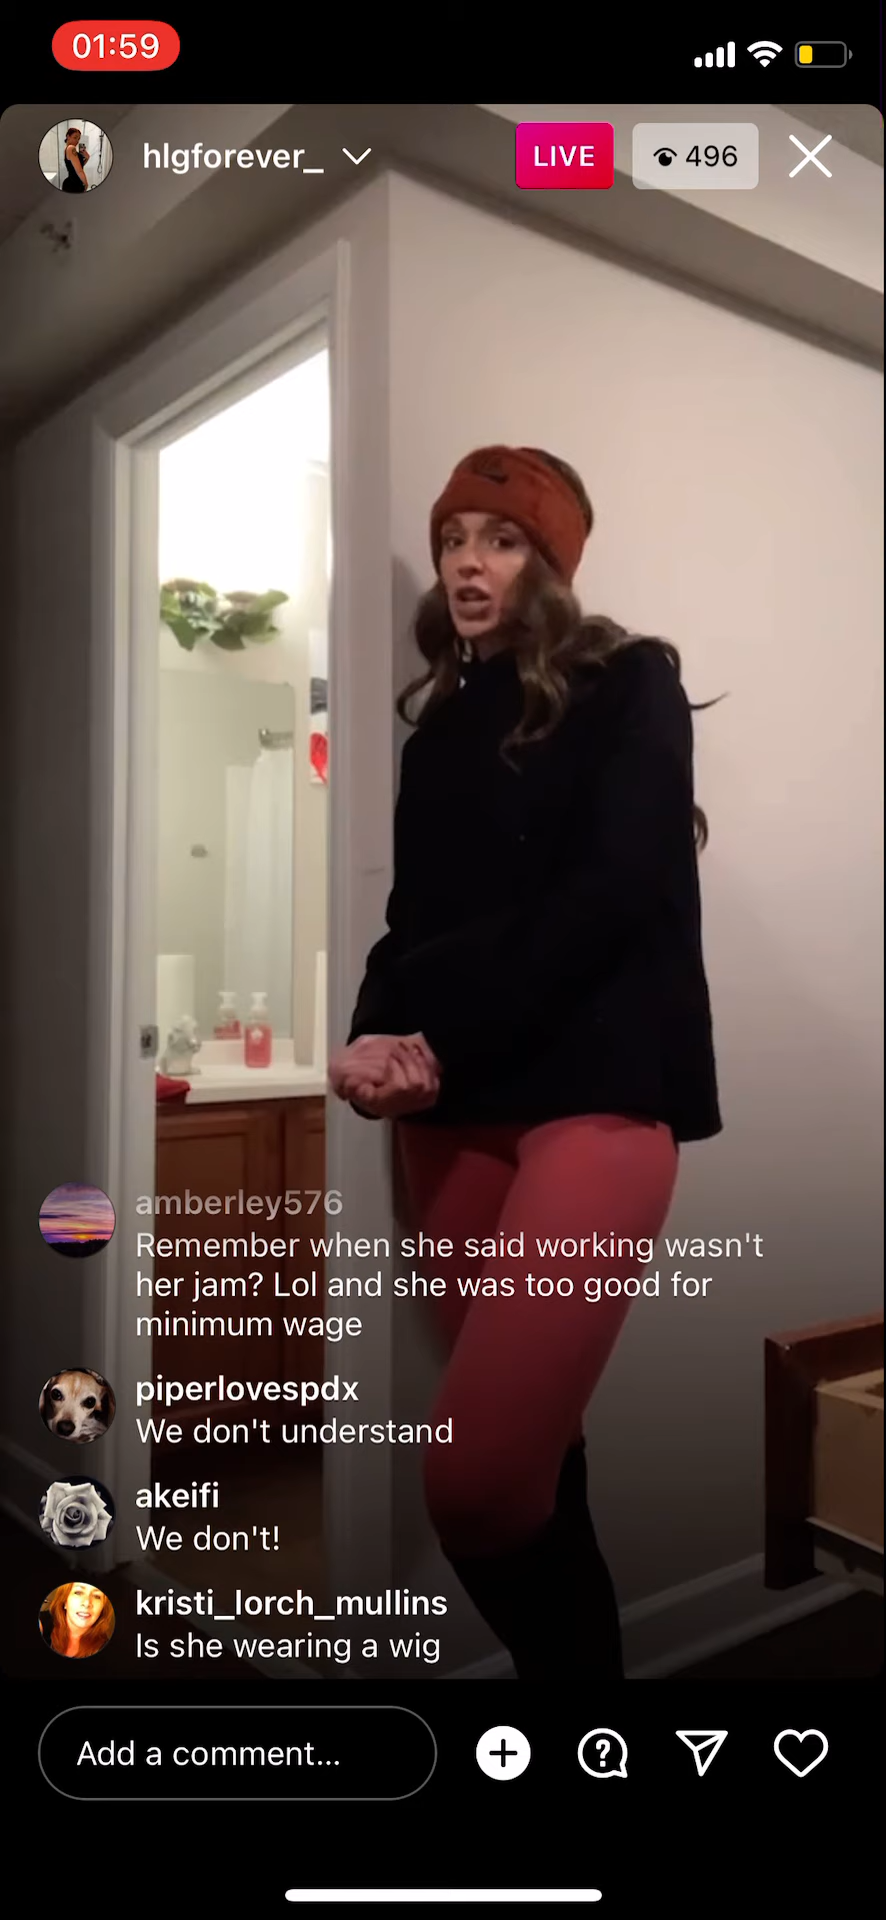 01:59
hlgforever_
LIVE
496
amberley576
Remember when she said working wasn't
her jam? Lol and she was too good for
minimum wage
piperlovespdx
We don't understand
akeifi
We don't!
kristi_lorch_mullins
Is she wearing a wig
Add a comment...